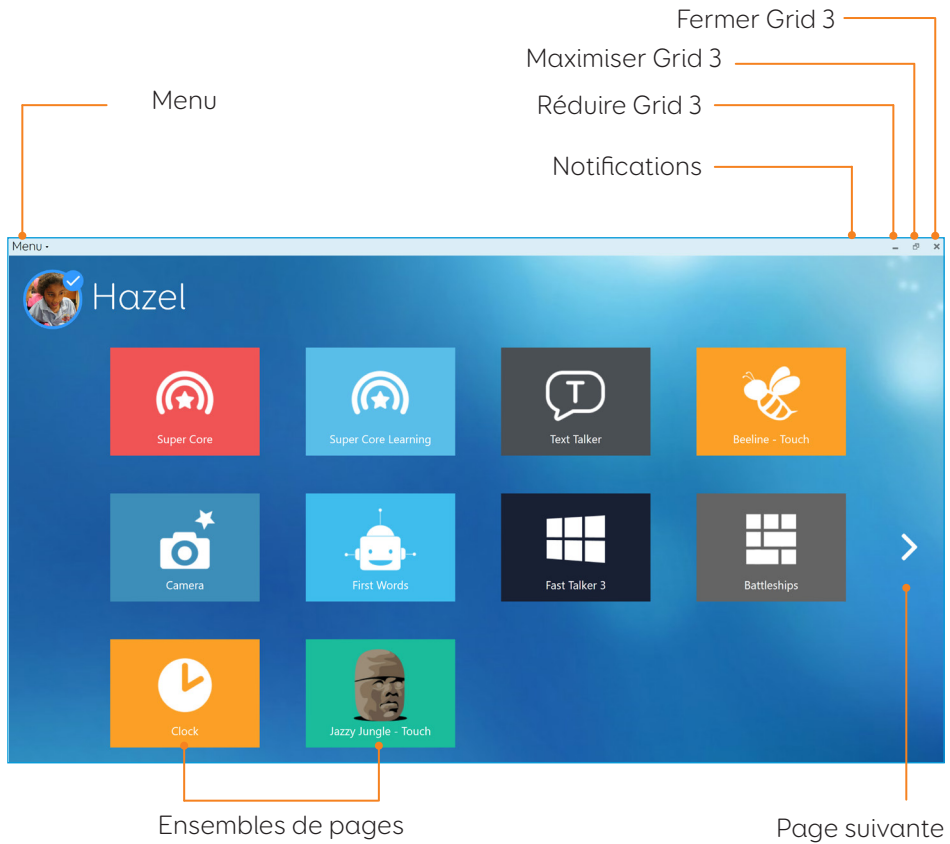 Fermer Grid 3
Maximiser Grid 3
Menu
Réduire Grid 3
Notifications
Menu
Hazel
Super Core
Super Core Learning
T
Text Talker
Beeline - Touch
Camera
First Words
Fast Talker 3
Battleships
Clock
Jazzy Jungle - Touch
Ensembles de pages
Page suivante